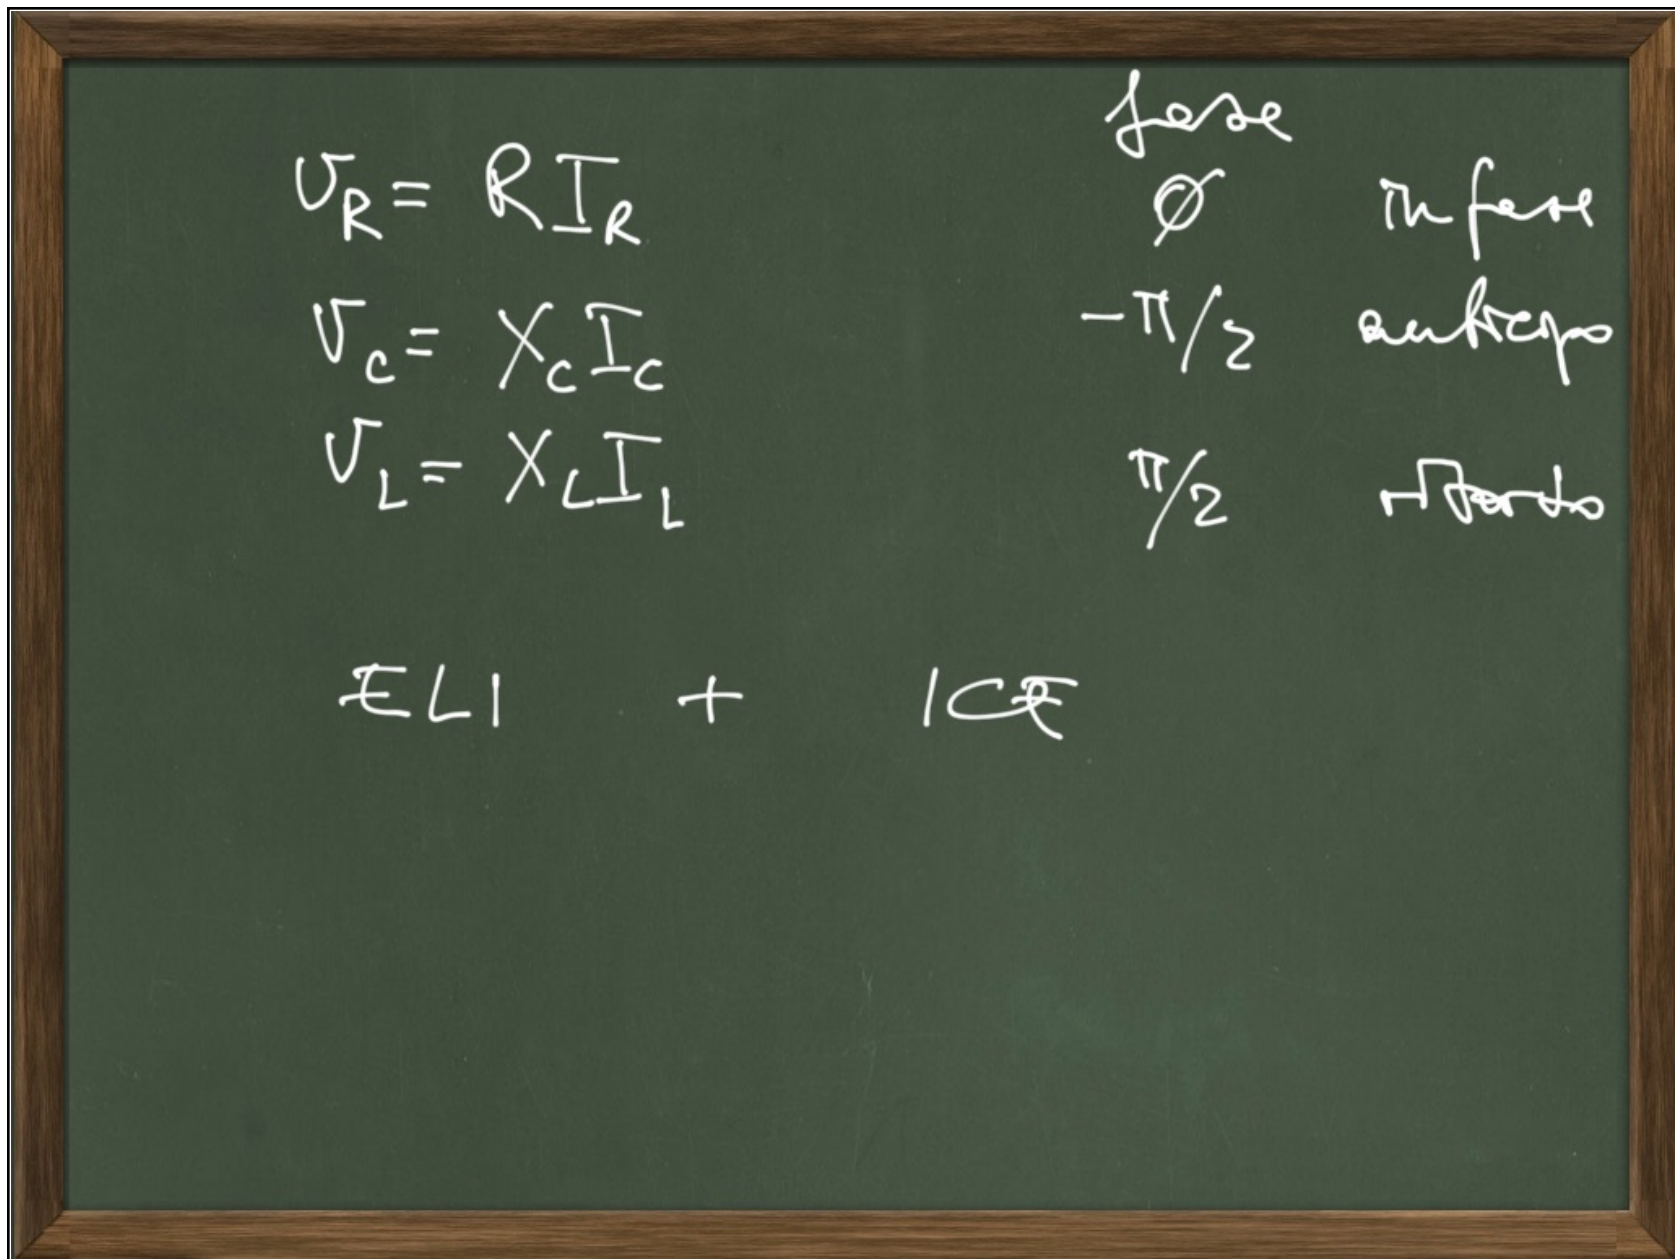 fase
V_R = R I_R ∅ in fase
V_C = X_C I_C -π/2 anticipo
V_L = X_L I_L π/2 ritardo
ELI + ICE